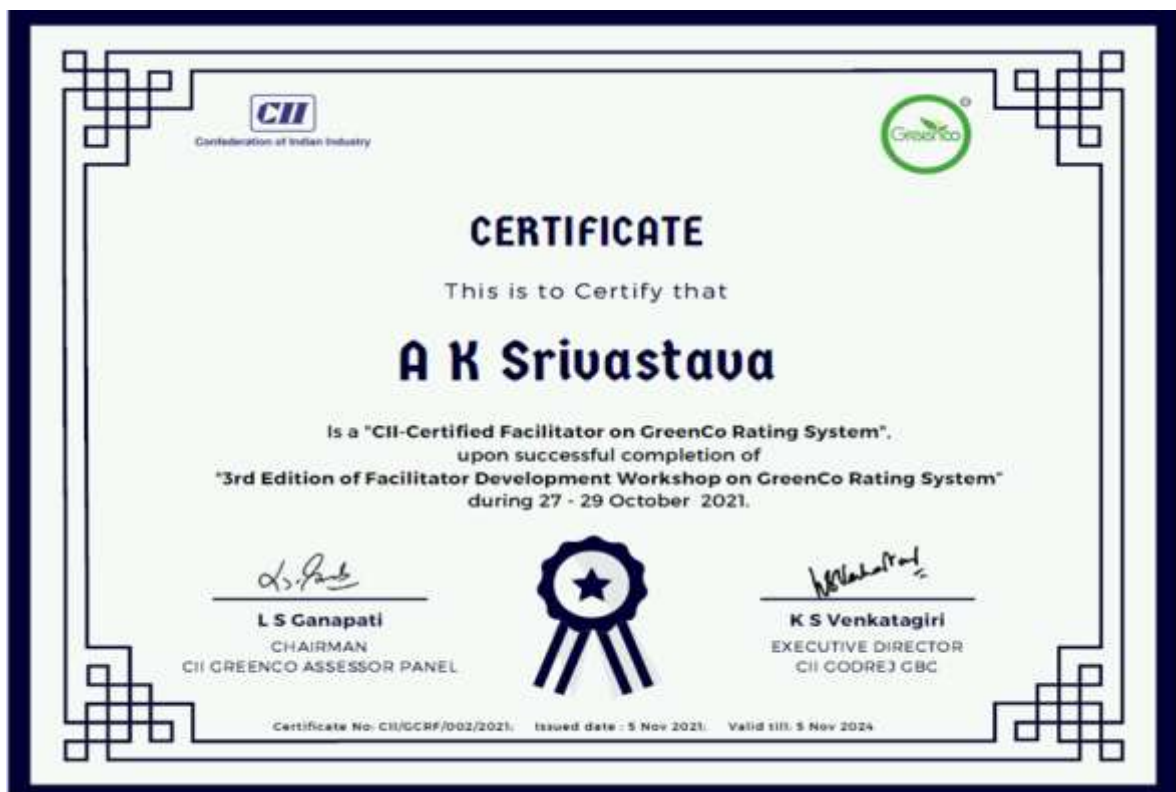 CII
Confederation of Indian Industry
GreenCo
®
CERTIFICATE
This is to Certify that
A K Srivastava
Is a "CII-Certified Facilitator on GreenCo Rating System",
upon successful completion of
"3rd Edition of Facilitator Development Workshop on GreenCo Rating System"
during 27 - 29 October 2021.
L S Ganapati
CHAIRMAN
CII GREENCO ASSESSOR PANEL
K S Venkatagiri
EXECUTIVE DIRECTOR
CII GODREJ GBC
Certificate No: CII/GCRF/002/2021, Issued date : 5 Nov 2021, Valid till: 5 Nov 2024